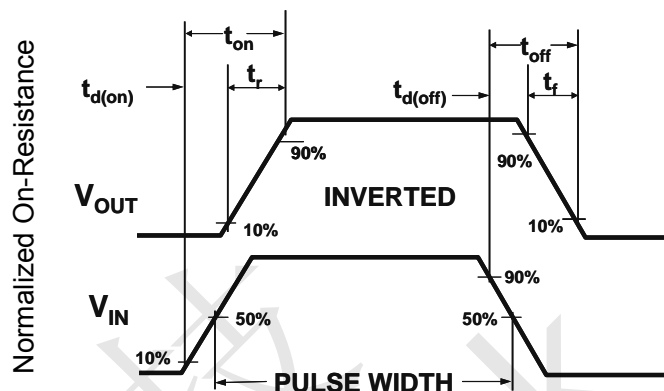 Normalized On-Resistance
t_on
t_off
t_d(on)
t_r
t_d(off)
t_f
90%
90%
V_OUT
INVERTED
10%
10%
90%
V_IN
50%
50%
10%
PULSE WIDTH